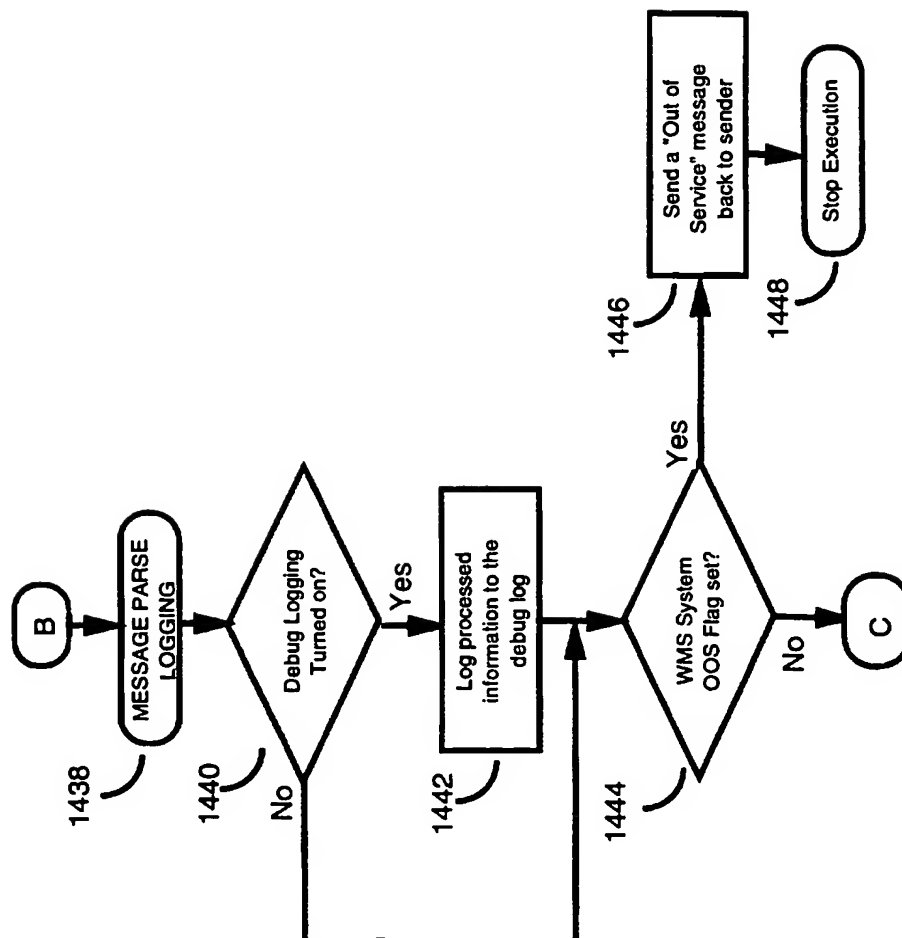 B
1438
MESSAGE PARSE
LOGGING
1440
Debug Logging
Turned on?
No
Yes
1442
Log processed
information to the
debug log
1444
WMS System
OOS Flag set?
Yes
No
1446
Send a "Out of
Service" message
back to sender
1448
Stop Execution
C